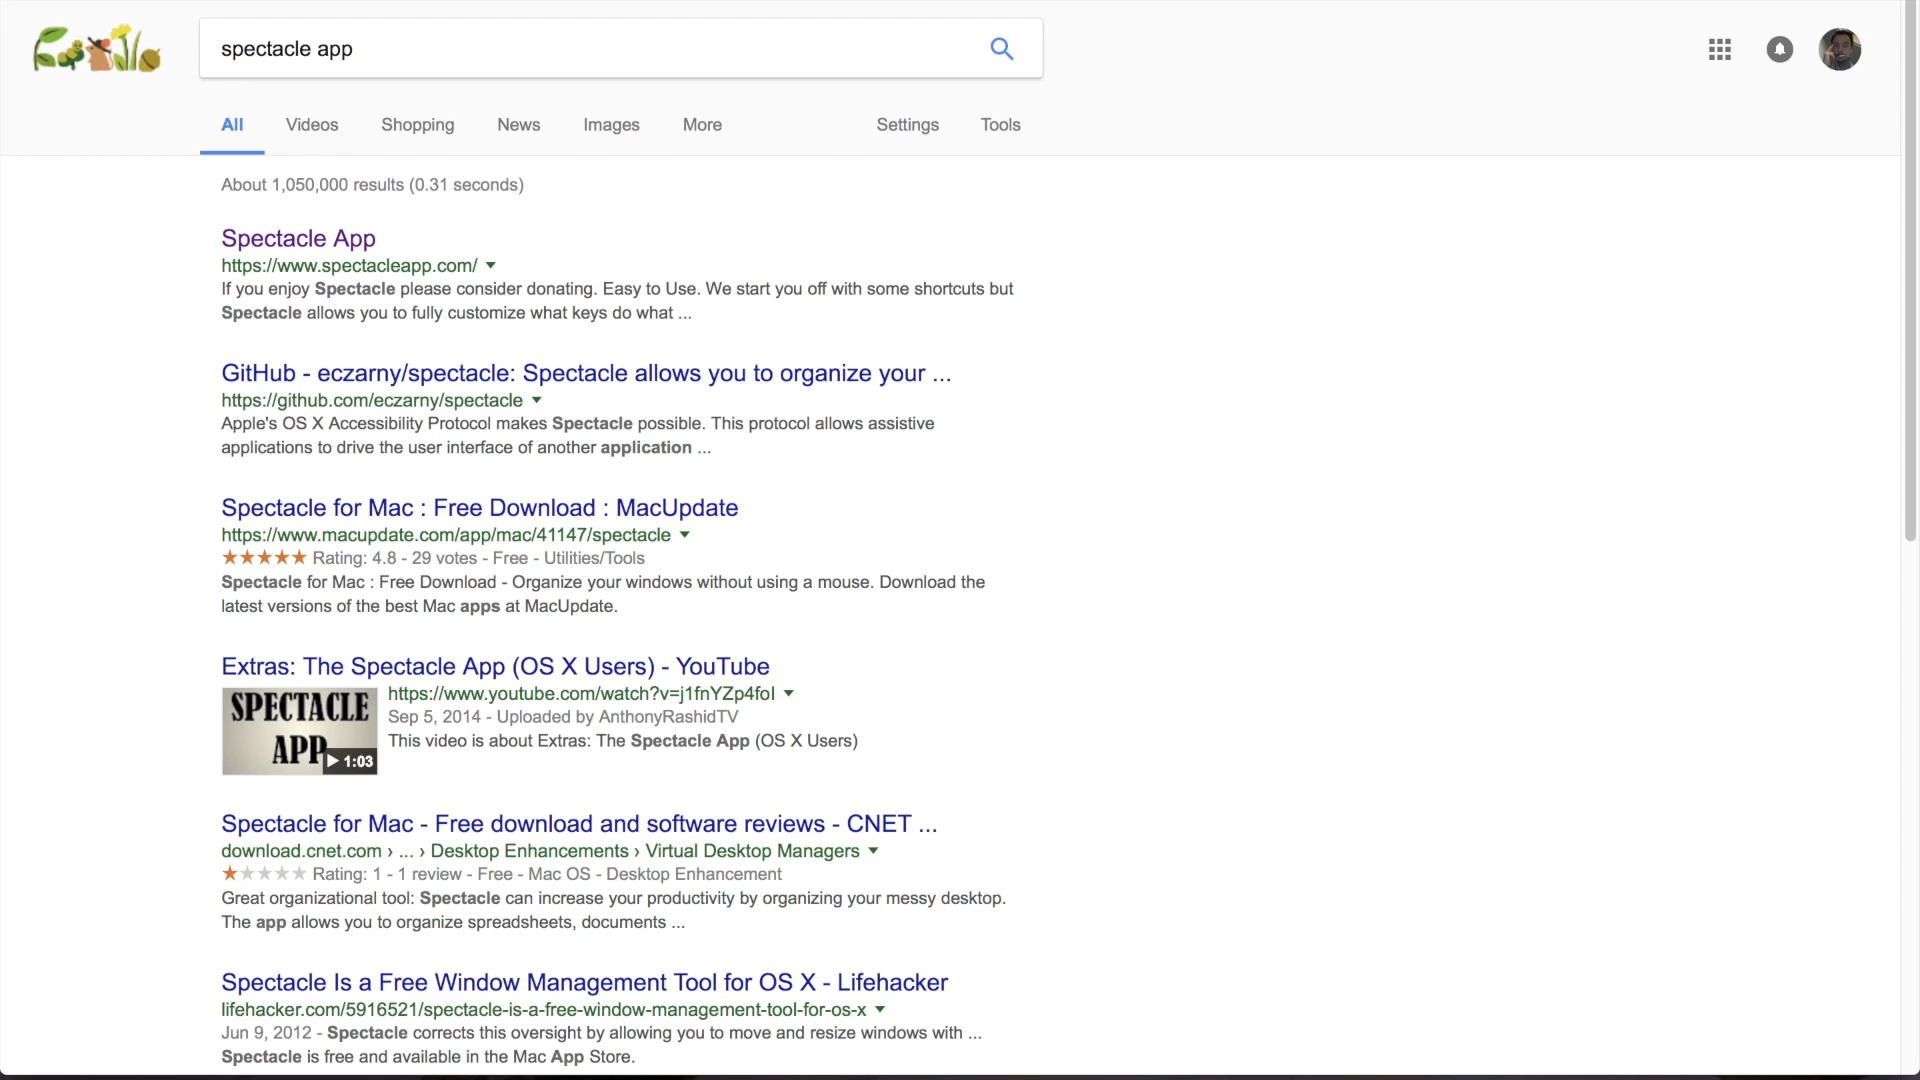 spectacle app
All Videos Shopping News Images More Settings Tools
About 1,050,000 results (0.31 seconds)
Spectacle App
https://www.spectacleapp.com/
If you enjoy Spectacle please consider donating. Easy to Use. We start you off with some shortcuts but
Spectacle allows you to fully customize what keys do what ...
GitHub - eczarny/spectacle: Spectacle allows you to organize your ...
https://github.com/eczarny/spectacle
Apple's OS X Accessibility Protocol makes Spectacle possible. This protocol allows assistive
applications to drive the user interface of another application ...
Spectacle for Mac : Free Download : MacUpdate
https://www.macupdate.com/app/mac/41147/spectacle
Rating: 4.8 - 29 votes - Free - Utilities/Tools
Spectacle for Mac : Free Download - Organize your windows without using a mouse. Download the
latest versions of the best Mac apps at MacUpdate.
Extras: The Spectacle App (OS X Users) - YouTube
SPECTACLE
APP
1:03
https://www.youtube.com/watch?v=j1fnYZp4foI
Sep 5, 2014 - Uploaded by AnthonyRashidTV
This video is about Extras: The Spectacle App (OS X Users)
Spectacle for Mac - Free download and software reviews - CNET ...
download.cnet.com › ... › Desktop Enhancements › Virtual Desktop Managers
Rating: 1 - 1 review - Free - Mac OS - Desktop Enhancement
Great organizational tool: Spectacle can increase your productivity by organizing your messy desktop.
The app allows you to organize spreadsheets, documents ...
Spectacle Is a Free Window Management Tool for OS X - Lifehacker
lifehacker.com/5916521/spectacle-is-a-free-window-management-tool-for-os-x
Jun 9, 2012 - Spectacle corrects this oversight by allowing you to move and resize windows with ...
Spectacle is free and available in the Mac App Store.